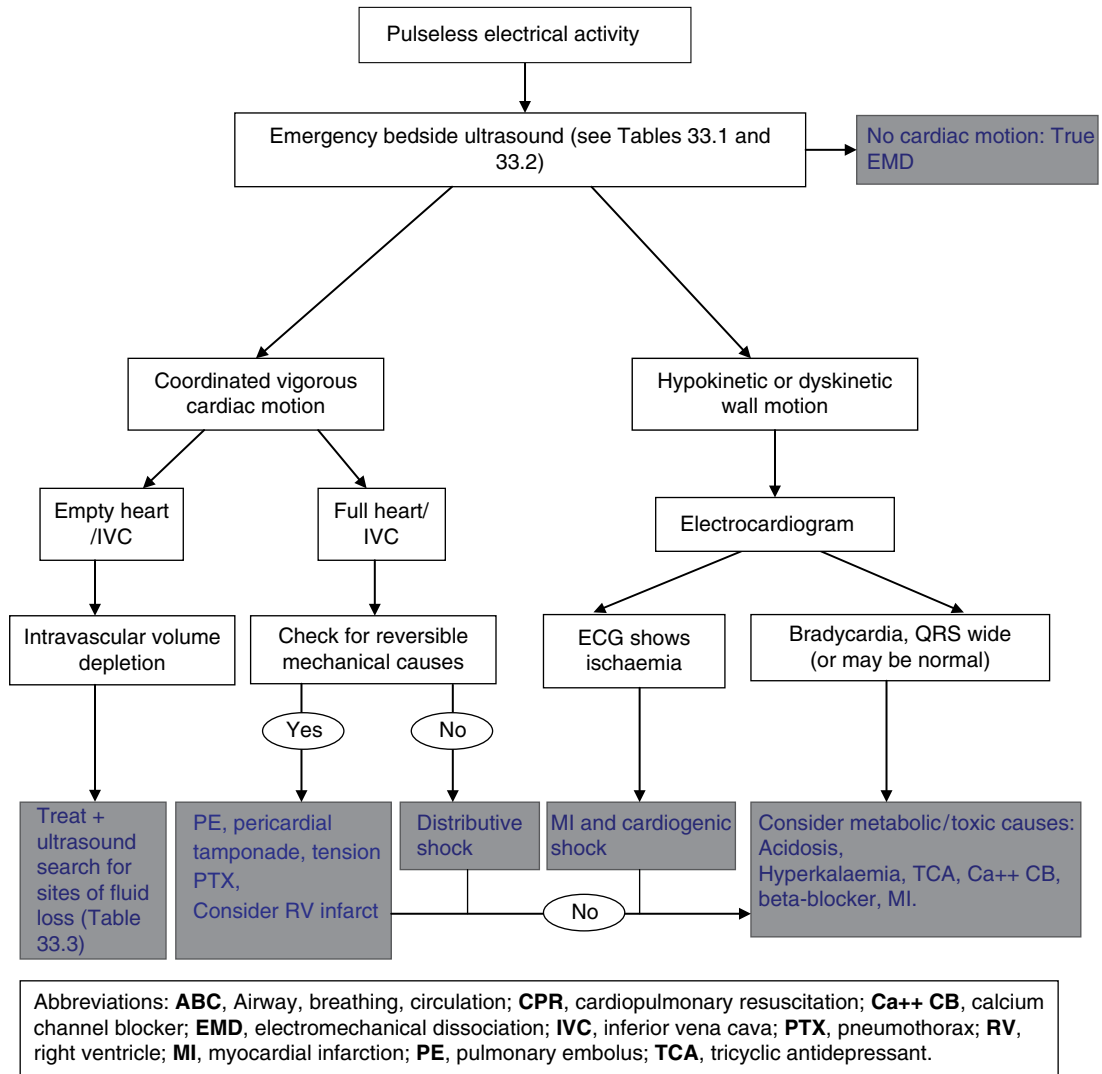 Pulseless electrical activity
Emergency bedside ultrasound (see Tables 33.1 and
33.2)
No cardiac motion: True
EMD
Coordinated vigorous
cardiac motion
Hypokinetic or dyskinetic
wall motion
Empty heart
/IVC
Full heart/
IVC
Electrocardiogram
Intravascular volume
depletion
Check for reversible
mechanical causes
ECG shows
ischaemia
Bradycardia, QRS wide
(or may be normal)
Yes
No
Treat +
ultrasound
search for
sites of fluid
loss (Table
33.3)
PE, pericardial
tamponade, tension
PTX,
Consider RV infarct
Distributive
shock
MI and cardiogenic
shock
Consider metabolic/toxic causes:
Acidosis,
Hyperkalaemia, TCA, Ca++ CB,
beta-blocker, MI.
No
Abbreviations: ABC, Airway, breathing, circulation; CPR, cardiopulmonary resuscitation; Ca++ CB, calcium
channel blocker; EMD, electromechanical dissociation; IVC, inferior vena cava; PTX, pneumothorax; RV,
right ventricle; MI, myocardial infarction; PE, pulmonary embolus; TCA, tricyclic antidepressant.